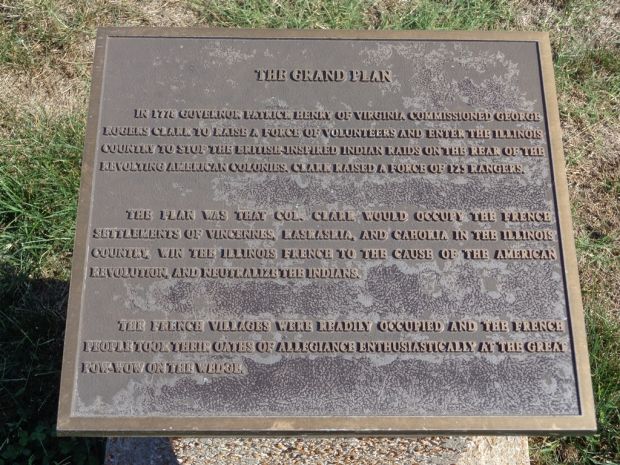 THE GRAND PLAN
IN 1778 GOVERNOR PATRICK HENRY OF VIRGINIA COMMISSIONED GEORGE
ROGERS CLARK TO RAISE A FORCE OF VOLUNTEERS AND ENTER THE ILLINOIS
COUNTRY TO STOP THE BRITISH-INSPIRED INDIAN RAIDS ON THE REAR OF THE
REVOLTING AMERICAN COLONIES. CLARK RAISED A FORCE OF 125 RANGERS.
THE PLAN WAS THAT COL. CLARK WOULD OCCUPY THE FRENCH
SETTLEMENTS OF VINCENNES, KASKASKIA, AND CAHOKIA IN THE ILLINOIS
COUNTRY, WIN THE ILLINOIS FRENCH TO THE CAUSE OF THE AMERICAN
REVOLUTION, AND NEUTRALIZE THE INDIANS.
THE FRENCH VILLAGES WERE READILY OCCUPIED AND THE FRENCH
PEOPLE TOOK THEIR OATHS OF ALLEGIANCE ENTHUSIASTICALLY AT THE GREAT
POW-WOW ON THE WEDGE.